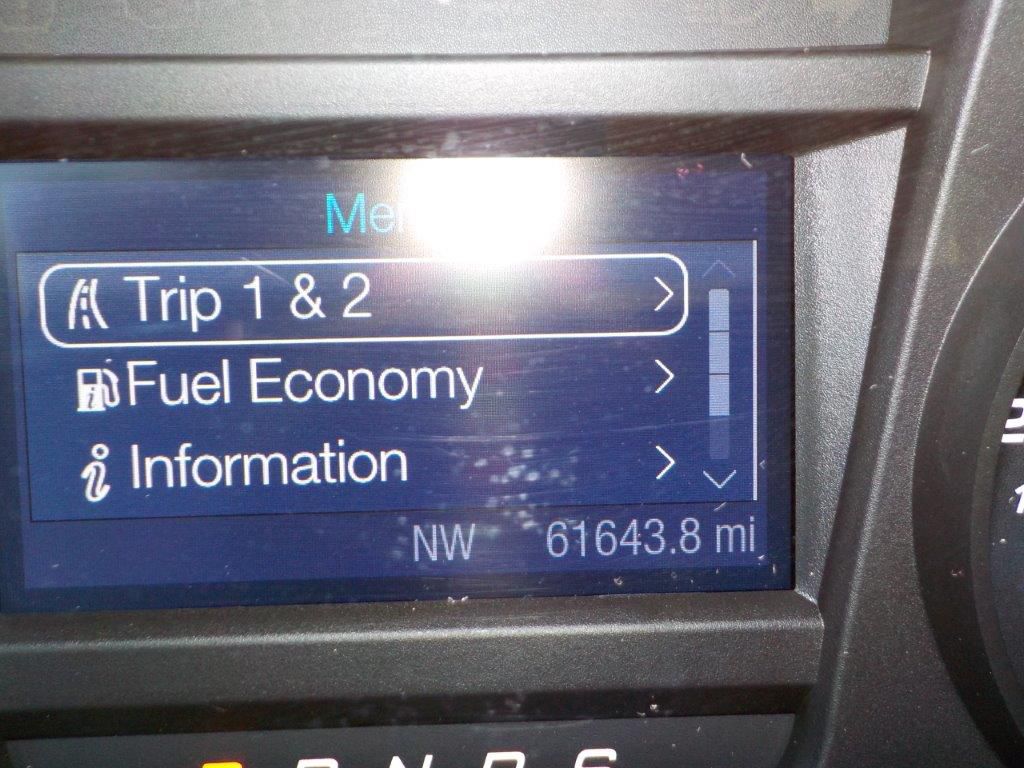 Trip 1 & 2
Fuel Economy
Information
NW 61643.8 mi
R N D S